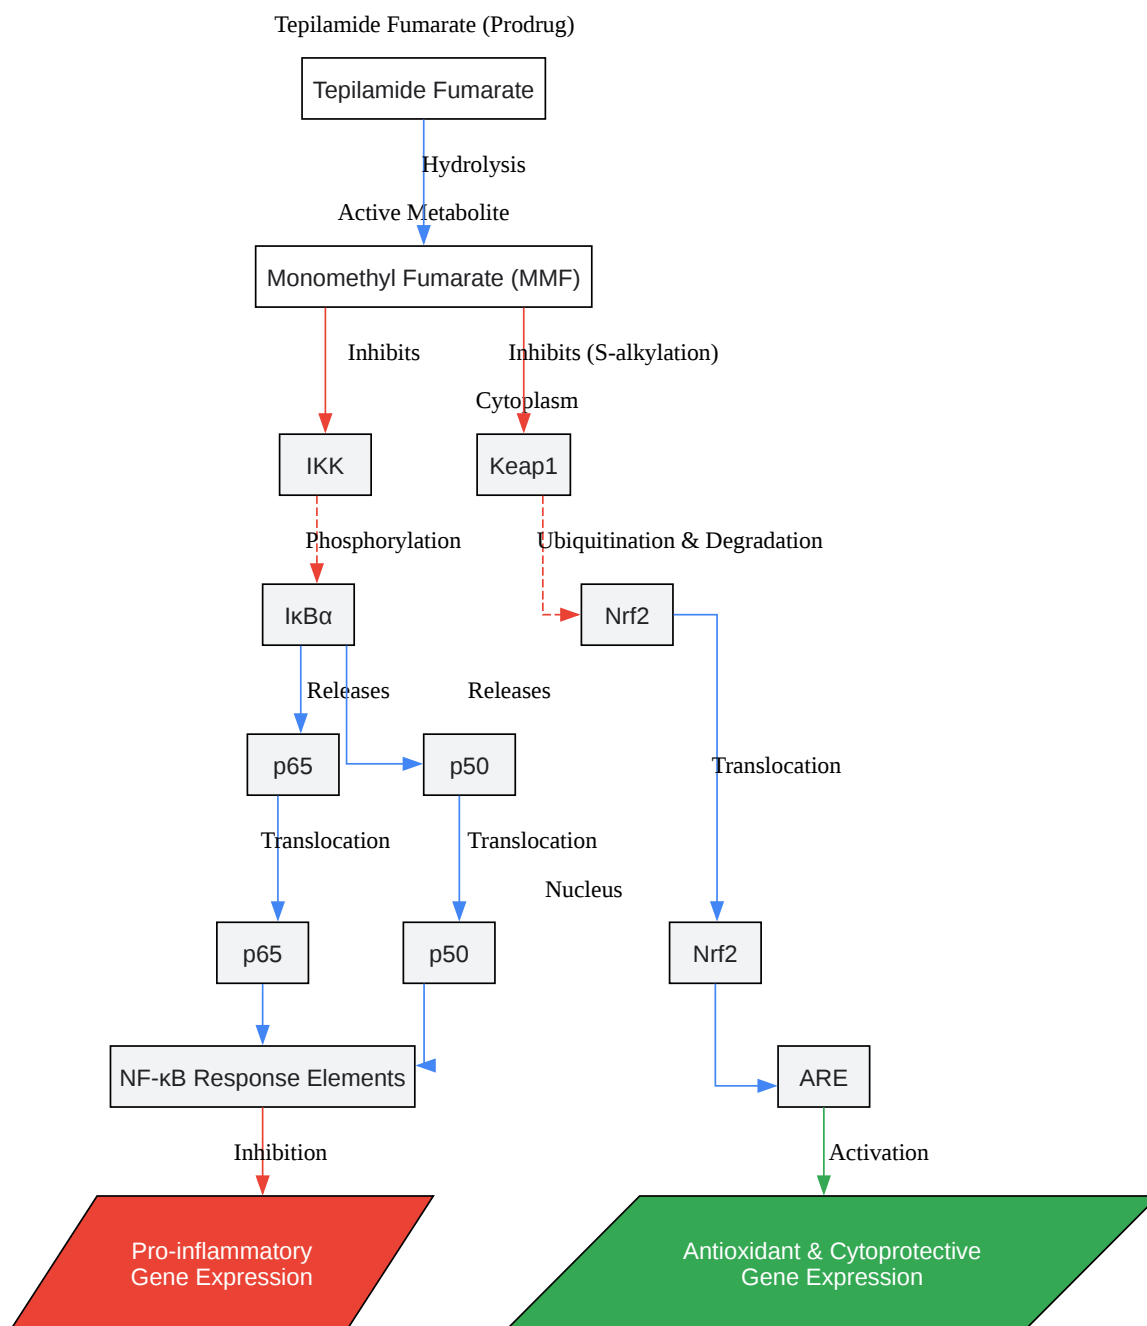 Tepilamide Fumarate (Prodrug)
Tepilamide Fumarate
Hydrolysis
Active Metabolite
Monomethyl Fumarate (MMF)
Inhibits
Inhibits (S-alkylation)
Cytoplasm
IKK
Keap1
Phosphorylation
Ubiquitination & Degradation
IκBα
Nrf2
Releases
Releases
p65
p50
Translocation
Translocation
Translocation
Nucleus
p65
p50
Nrf2
NF-κB Response Elements
ARE
Inhibition
Activation
Pro-inflammatory
Gene Expression
Antioxidant & Cytoprotective
Gene Expression